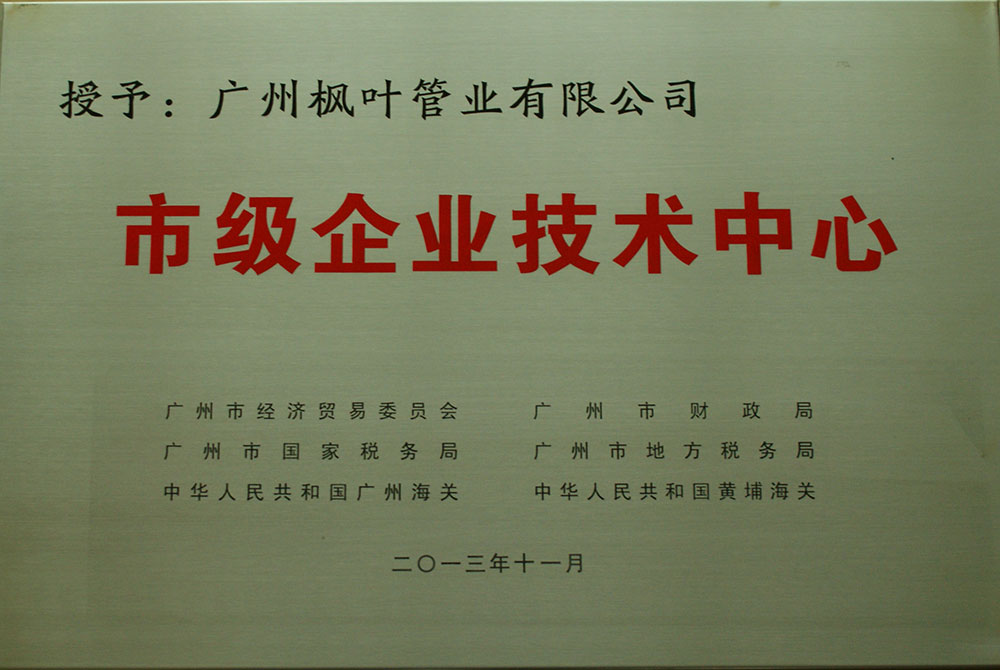 授予：广州枫叶管业有限公司
市级企业技术中心
广州市经济贸易委员会 广州市财政局
广州市国家税务局 广州市地方税务局
中华人民共和国广州海关 中华人民共和国黄埔海关
二〇一三年十一月